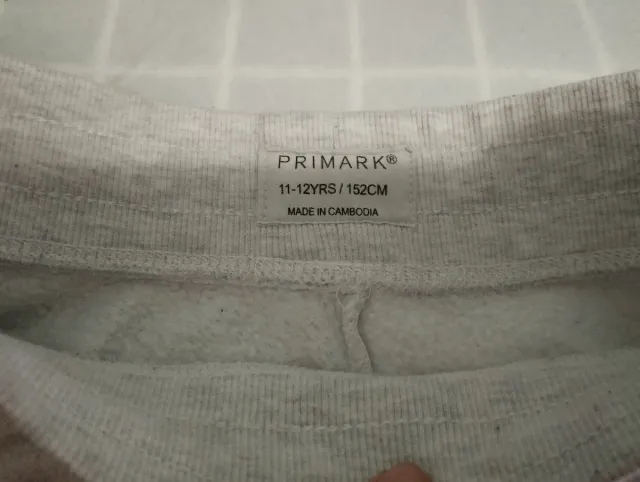 PRIMARK®
11-12YRS / 152CM
MADE IN CAMBODIA